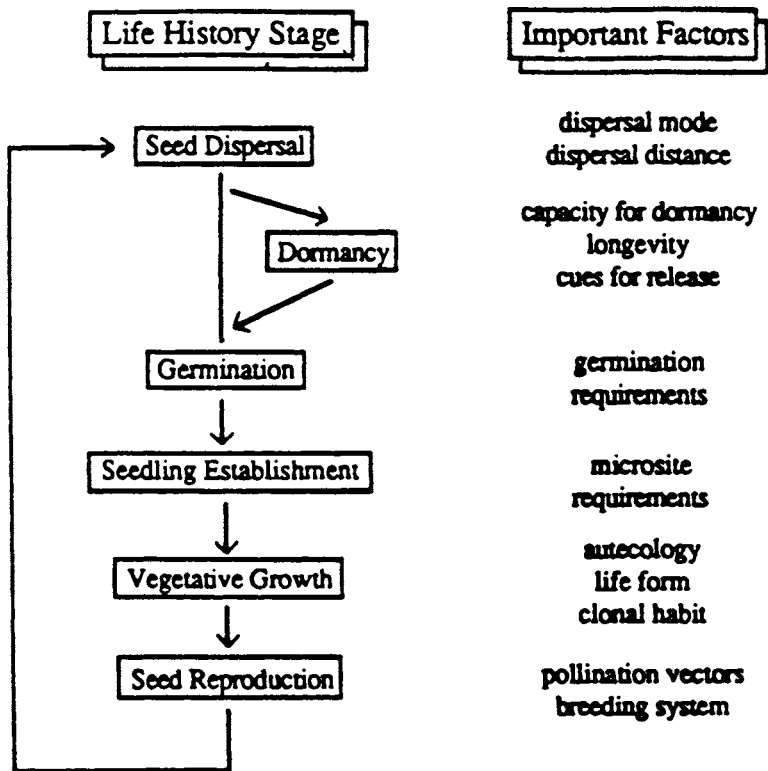 Life History Stage
Important Factors
Seed Dispersal
dispersal mode
dispersal distance
Dormancy
capacity for dormancy
longevity
cues for release
Germination
germination
requirements
Seedling Establishment
microsite
requirements
Vegetative Growth
autecology
life form
clonal habit
Seed Reproduction
pollination vectors
breeding system